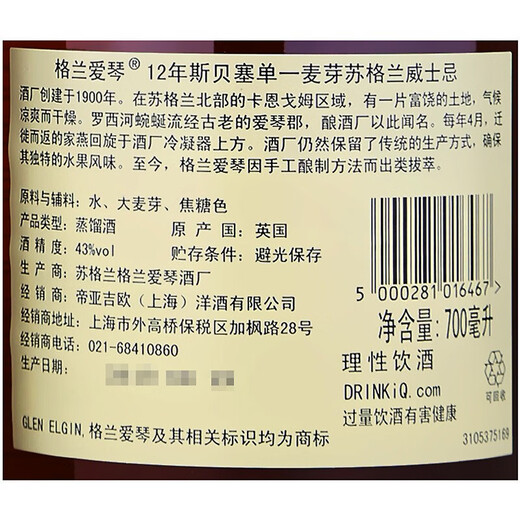 格兰爱琴® 12年斯贝塞单一麦芽苏格兰威士忌
酒厂创建于1900年。在苏格兰北部的卡恩戈姆区域，有一片富饶的土地，气候
凉爽而干燥。罗西河蜿蜒流经古老的爱琴郡，酿酒厂以此闻名。每年4月，迁
徙而返的家燕回旋于酒厂冷凝器上方。酒厂仍然保留了传统的生产方式，确保
其独特的水果风味。至今，格兰爱琴因手工酿制方法而出类拔萃。
原料与辅料：水、大麦芽、焦糖色
产品类型：蒸馏酒 原产国：英国
酒精度：43%vol 贮存条件：避光保存
生产商：苏格兰格兰爱琴酒厂
经销商：帝亚吉欧（上海）洋酒有限公司
经销商地址：上海市外高桥保税区加枫路28号
经销商电话：021-68410860
生产日期：
GLEN ELGIN,格兰爱琴及其相关标识均为商标
5 000281 016467
净含量:700毫升
理性饮酒
DRINKiQ.com
过量饮酒有害健康
可回收
3105375169